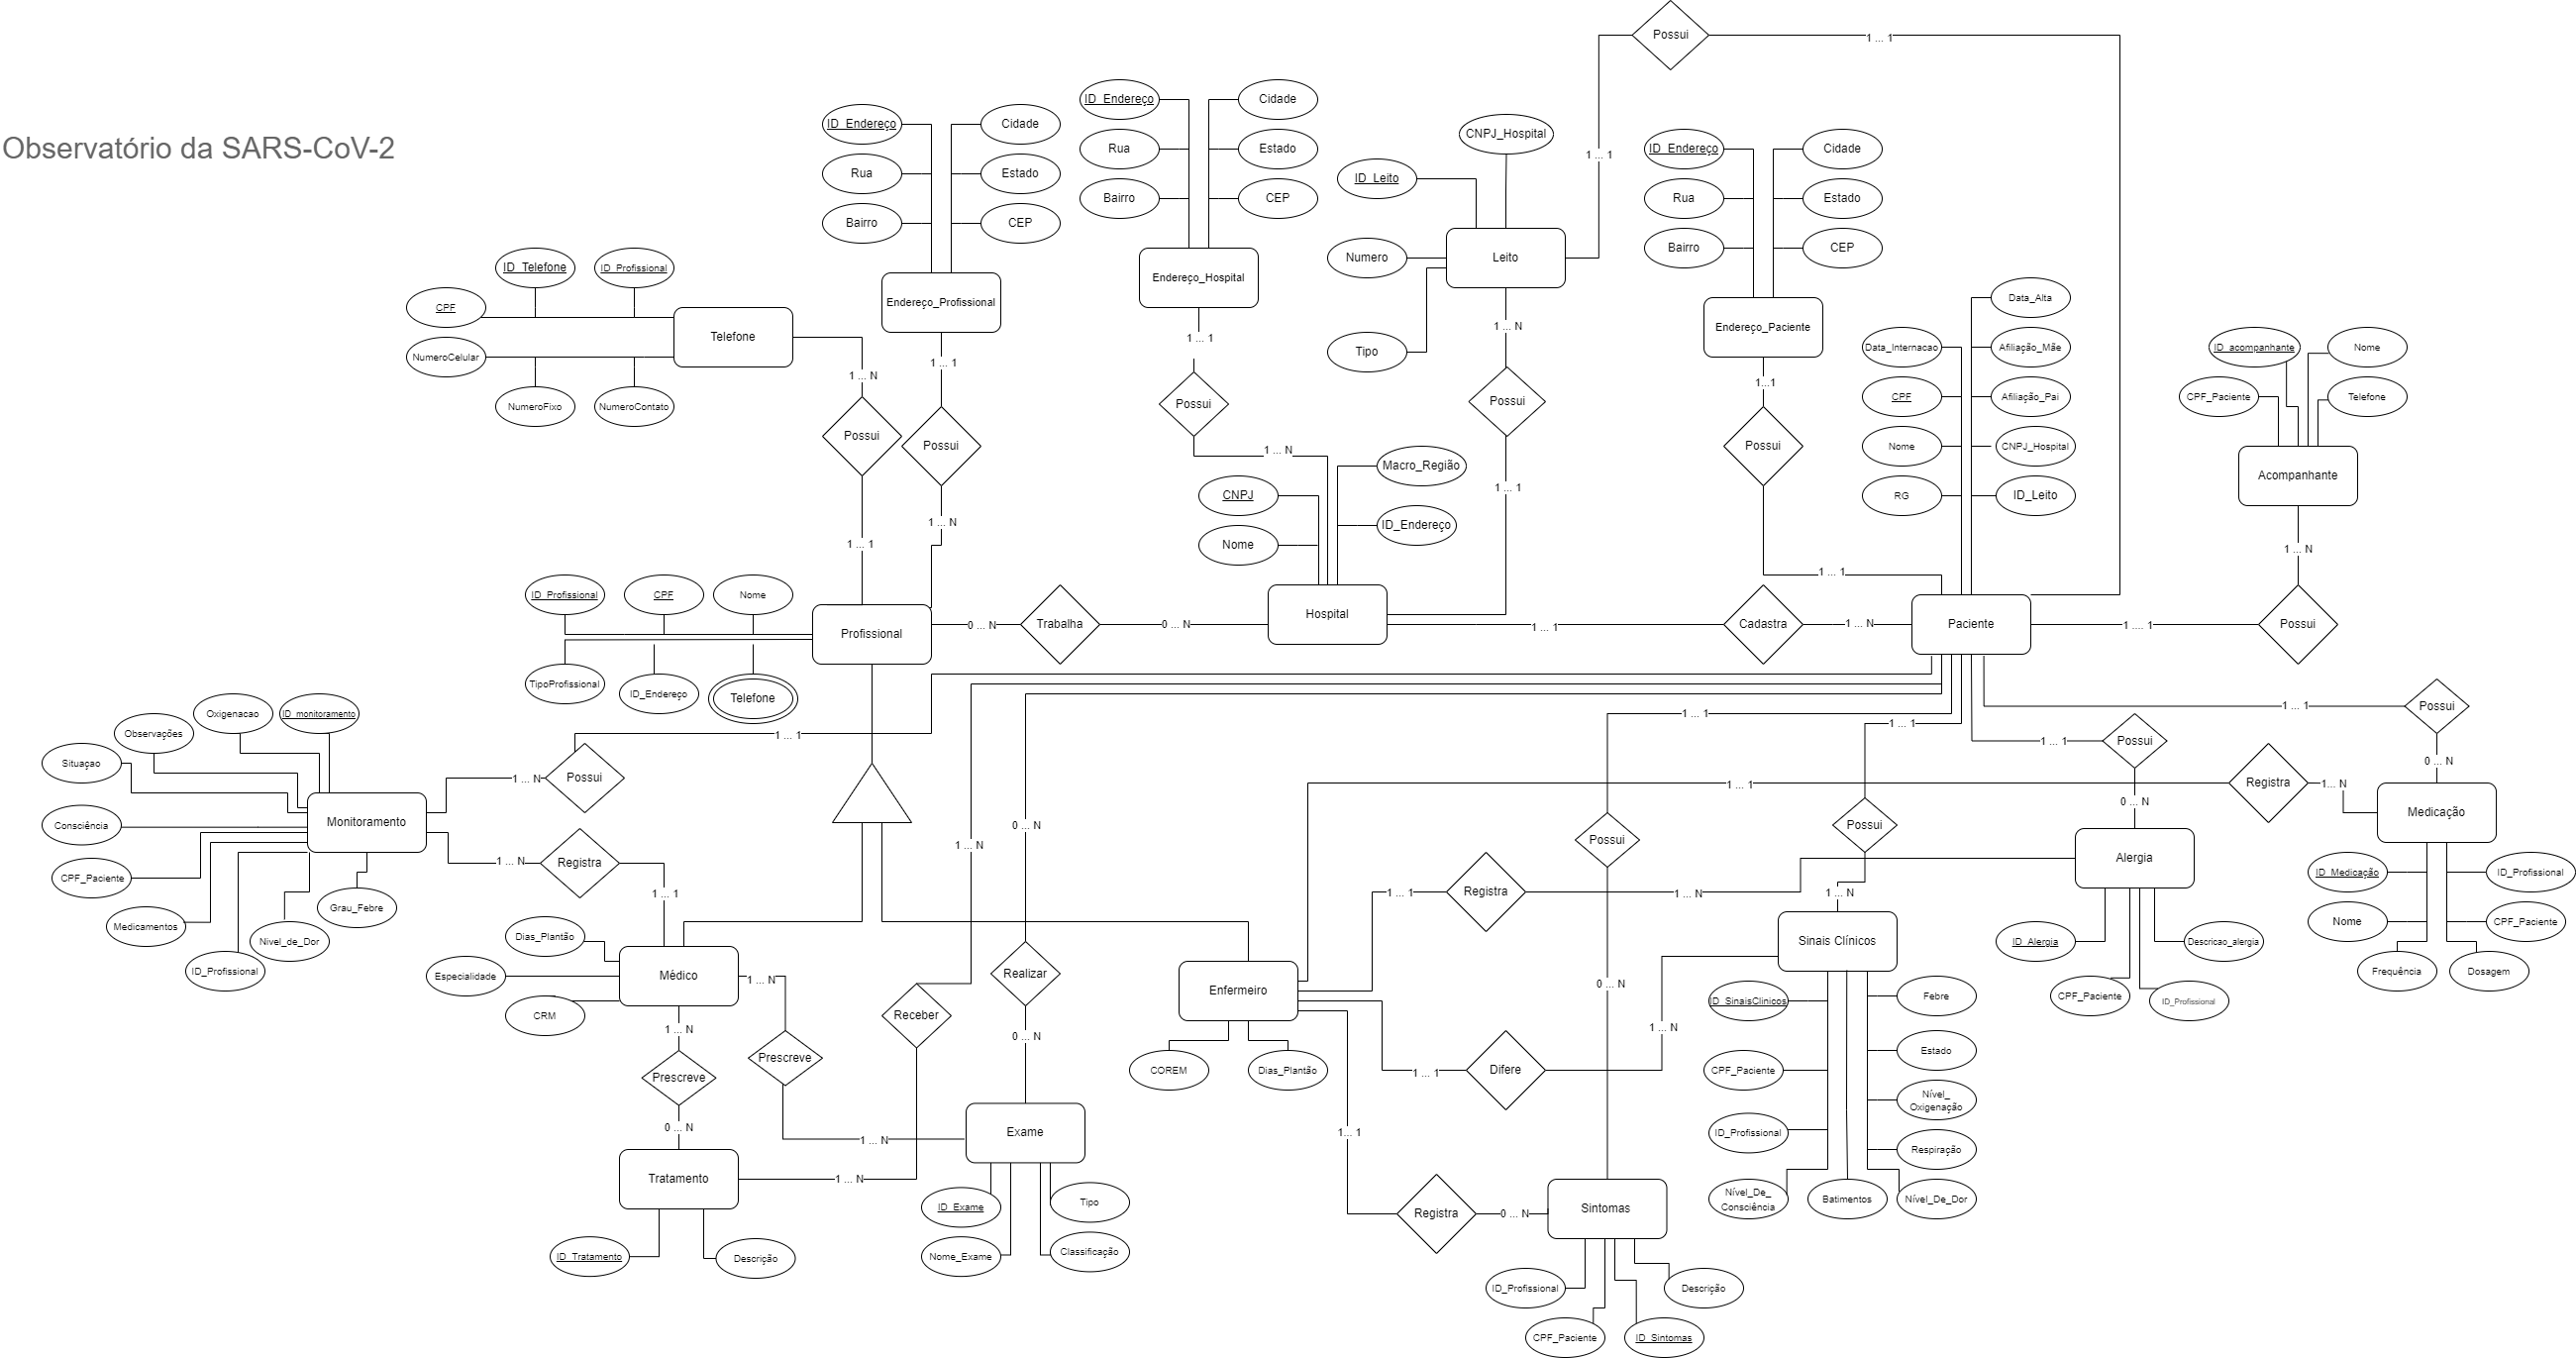 Observatório da SARS-CoV-2
Possui
1 ... 1
1 ... 1
ID_Endereço
Rua
Bairro
Cidade
Estado
CEP
Endereço_Profissional
1 ... 1
Possui
1 ... N
ID_Endereço
Rua
Bairro
Cidade
Estado
CEP
Endereço_Hospital
1 ... 1
Possui
1 ... N
CNPJ_Hospital
ID_Leito
Numero
Tipo
Leito
1 ... N
Possui
1 ... 1
ID_Endereço
Rua
Bairro
Cidade
Estado
CEP
Endereço_Paciente
1...1
Possui
1 ... 1
ID_Telefone
ID_Profissional
CPF
NumeroCelular
NumeroFixo
NumeroContato
Telefone
1 ... N
Possui
1 ... 1
Data_Alta
Data_Internacao
Afiliação_Mãe
CPF
Afiliação_Pai
Nome
CNPJ_Hospital
RG
ID_Leito
Paciente
ID_acompanhante
Nome
CPF_Paciente
Telefone
Acompanhante
1 ... N
Possui
1 .... 1
Macro_Região
CNPJ
ID_Endereço
Nome
Hospital
1 ... 1
Cadastra
1 ... N
ID_Profissional
CPF
Nome
TipoProfissional
ID_Endereço
Telefone
Profissional
0 ... N
Trabalha
0 ... N
ID_monitoramento
Oxigenacao
Observações
Situaçao
Consciência
CPF_Paciente
Medicamentos
ID_Profissional
Nivel_de_Dor
Grau_Febre
Monitoramento
1 ... N
Possui
1 ... 1
1 ... N
Registra
1 ... 1
Dias_Plantão
Especialidade
CRM
Médico
1 ... N
Prescreve
0 ... N
1 ... N
Prescreve
1 ... N
Tratamento
ID_Tratamento
Descrição
1 ... N
Receber
1 ... N
0 ... N
Realizar
0 ... N
Exame
ID_Exame
Nome_Exame
Tipo
Classificação
Enfermeiro
COREM
Dias_Plantão
1 ... 1
Registra
1 ... N
1 ... 1
Registra
1 ... N
1 ... 1
Difere
1 ... N
1... 1
Registra
0 ... N
1 ... 1
Possui
0 ... N
Sintomas
ID_Profissional
CPF_Paciente
ID_Sintomas
Descrição
1 ... 1
Possui
1 ... N
Sinais Clínicos
ID_SinaisClinicos
CPF_Paciente
ID_Profissional
Nível_De_
Consciência
Batimentos
Nível_De_Dor
Respiração
Nível_
Oxigenação
Estado
Febre
1 ... 1
Possui
0 ... N
Alergia
ID_Alergia
CPF_Paciente
ID_Profissional
Descricao_alergia
1 ... 1
Possui
0 ... N
Medicação
ID_Medicação
Nome
Frequência
Dosagem
CPF_Paciente
ID_Profissional